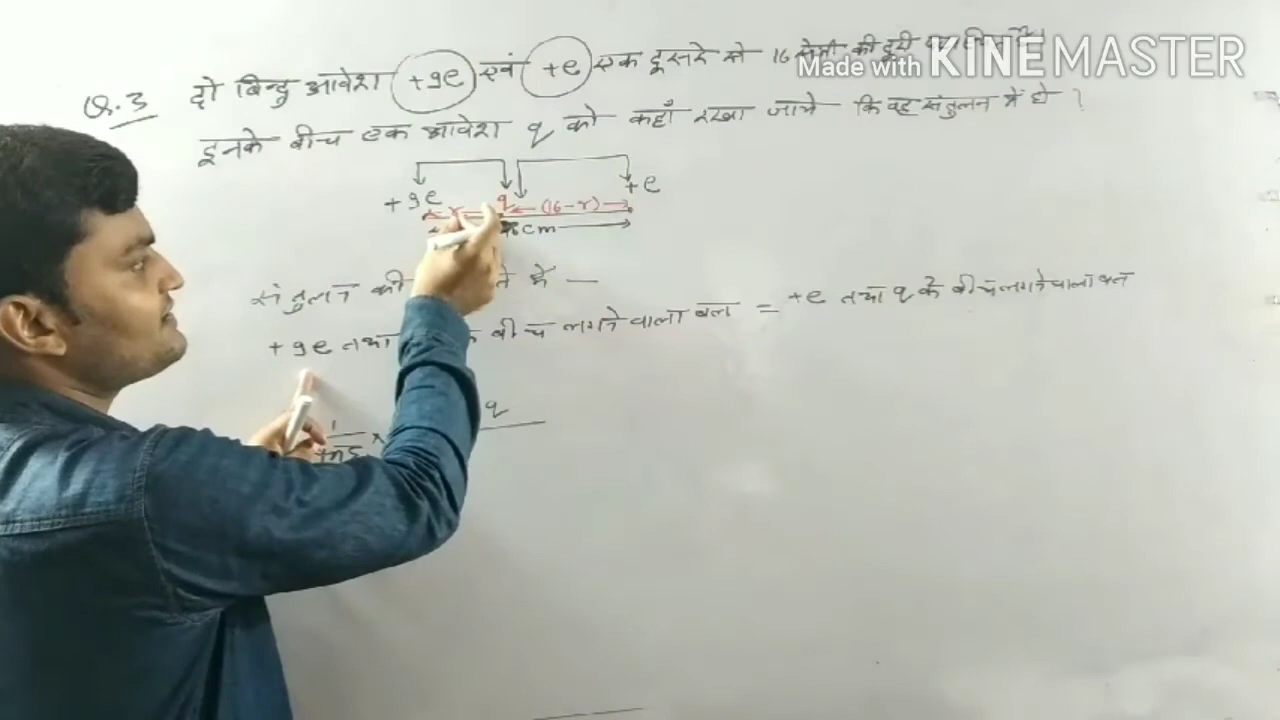 Q.3 दो बिन्दु आवेश +9e एवं +e एक दूसरे से 16 सेमी की दूरी
Made with KINEMASTER
इनके बीच एक आवेश q को कहाँ रखा जाये कि वह संतुलन में हो ?
+9e q +e
r (16-r)
cm
संतुलन की में —
+9e तथा के बीच लगने वाला बल = +e तथा q के बीच लगने वाला बल
1 q